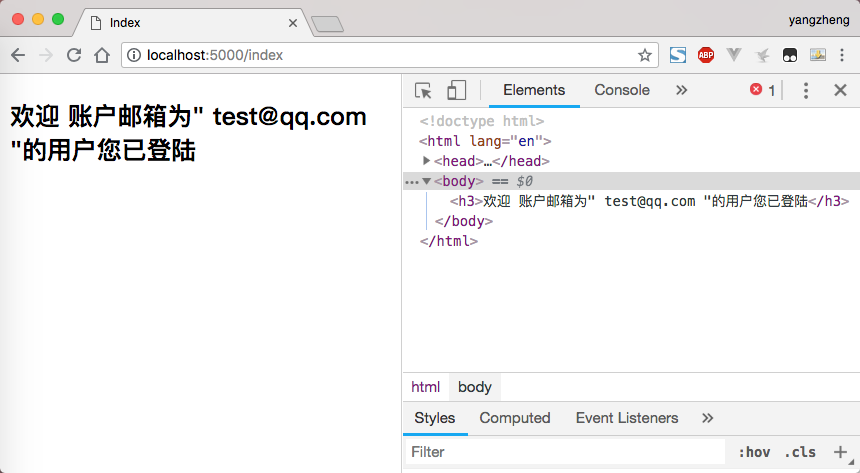 Index
yangzheng
localhost:5000/index
ABP
欢迎 账户邮箱为" test@qq.com
"的用户您已登陆
Elements Console » 1
<!doctype html>
<html lang="en">
<head>…</head>
<body> == $0
<h3>欢迎 账户邮箱为" test@qq.com "的用户您已登陆</h3>
</body>
</html>
html body
Styles Computed Event Listeners »
Filter :hov .cls +